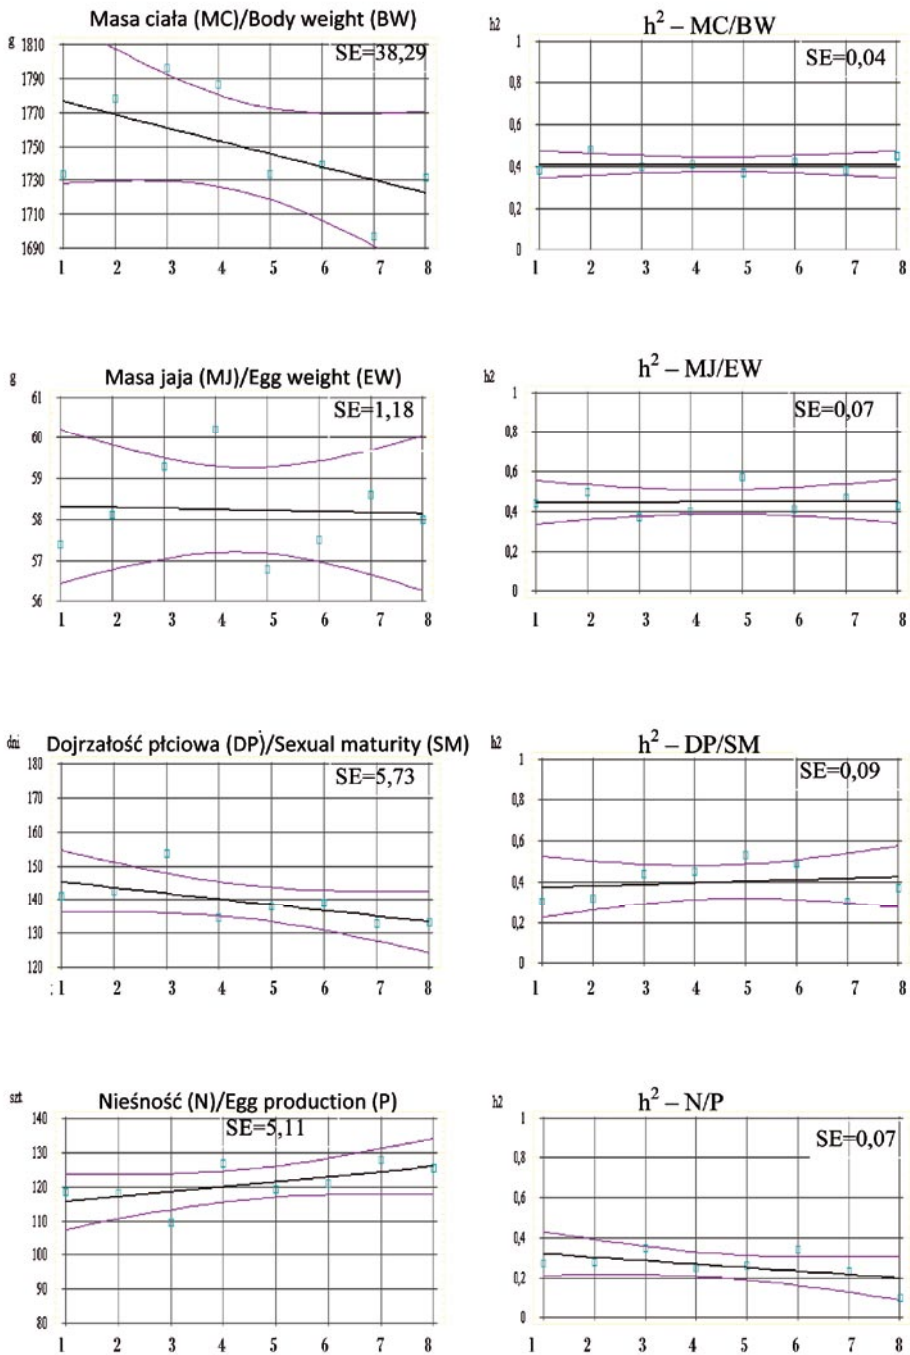 Masa ciała (MC)/Body weight (BW)
g
SE=38,29
1810
1790
1770
1750
1730
1710
1690
1 2 3 4 5 6 7 8
h² – MC/BW
h2
SE=0,04
1
0,8
0,6
0,4
0,2
0
1 2 3 4 5 6 7 8
Masa jaja (MJ)/Egg weight (EW)
g
SE=1,18
61
60
59
58
57
56
1 2 3 4 5 6 7 8
h² – MJ/EW
h2
SE=0,07
1
0,8
0,6
0,4
0,2
0
1 2 3 4 5 6 7 8
Dojrzałość płciowa (DP)/Sexual maturity (SM)
dni
SE=5,73
180
170
160
150
140
130
120
1 2 3 4 5 6 7 8
h² – DP/SM
h2
SE=0,09
1
0,8
0,6
0,4
0,2
0
1 2 3 4 5 6 7 8
Nieśność (N)/Egg production (P)
szt
SE=5,11
140
130
120
110
100
90
80
1 2 3 4 5 6 7 8
h² – N/P
h2
SE=0,07
1
0,8
0,6
0,4
0,2
0
1 2 3 4 5 6 7 8